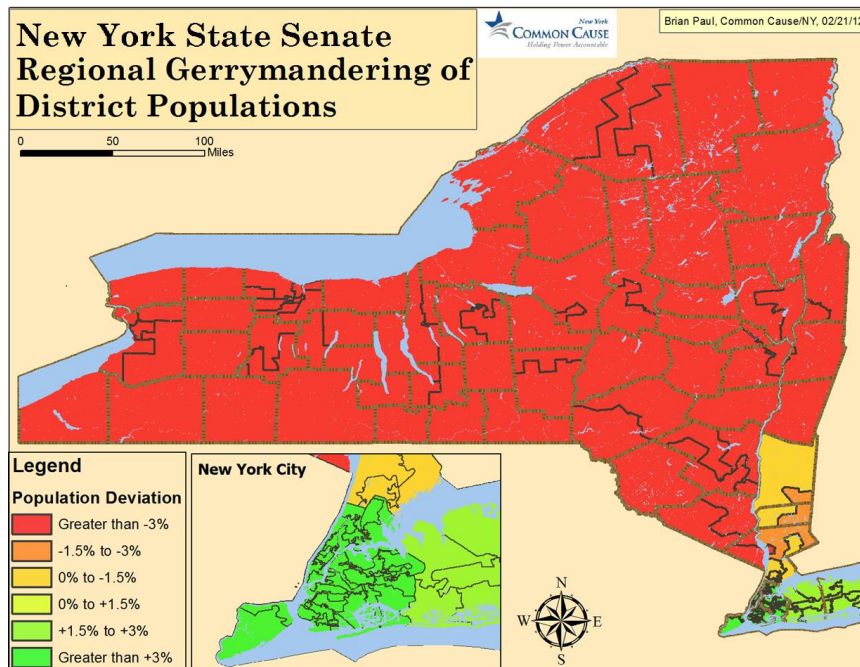 New York State Senate
Regional Gerrymandering of
District Populations
New York
COMMON CAUSE
Holding Power Accountable
Brian Paul, Common Cause/NY, 02/21/12
0 50 100
Miles
Legend
Population Deviation
Greater than -3%
-1.5% to -3%
0% to -1.5%
0% to +1.5%
+1.5% to +3%
Greater than +3%
New York City
N
W E
S